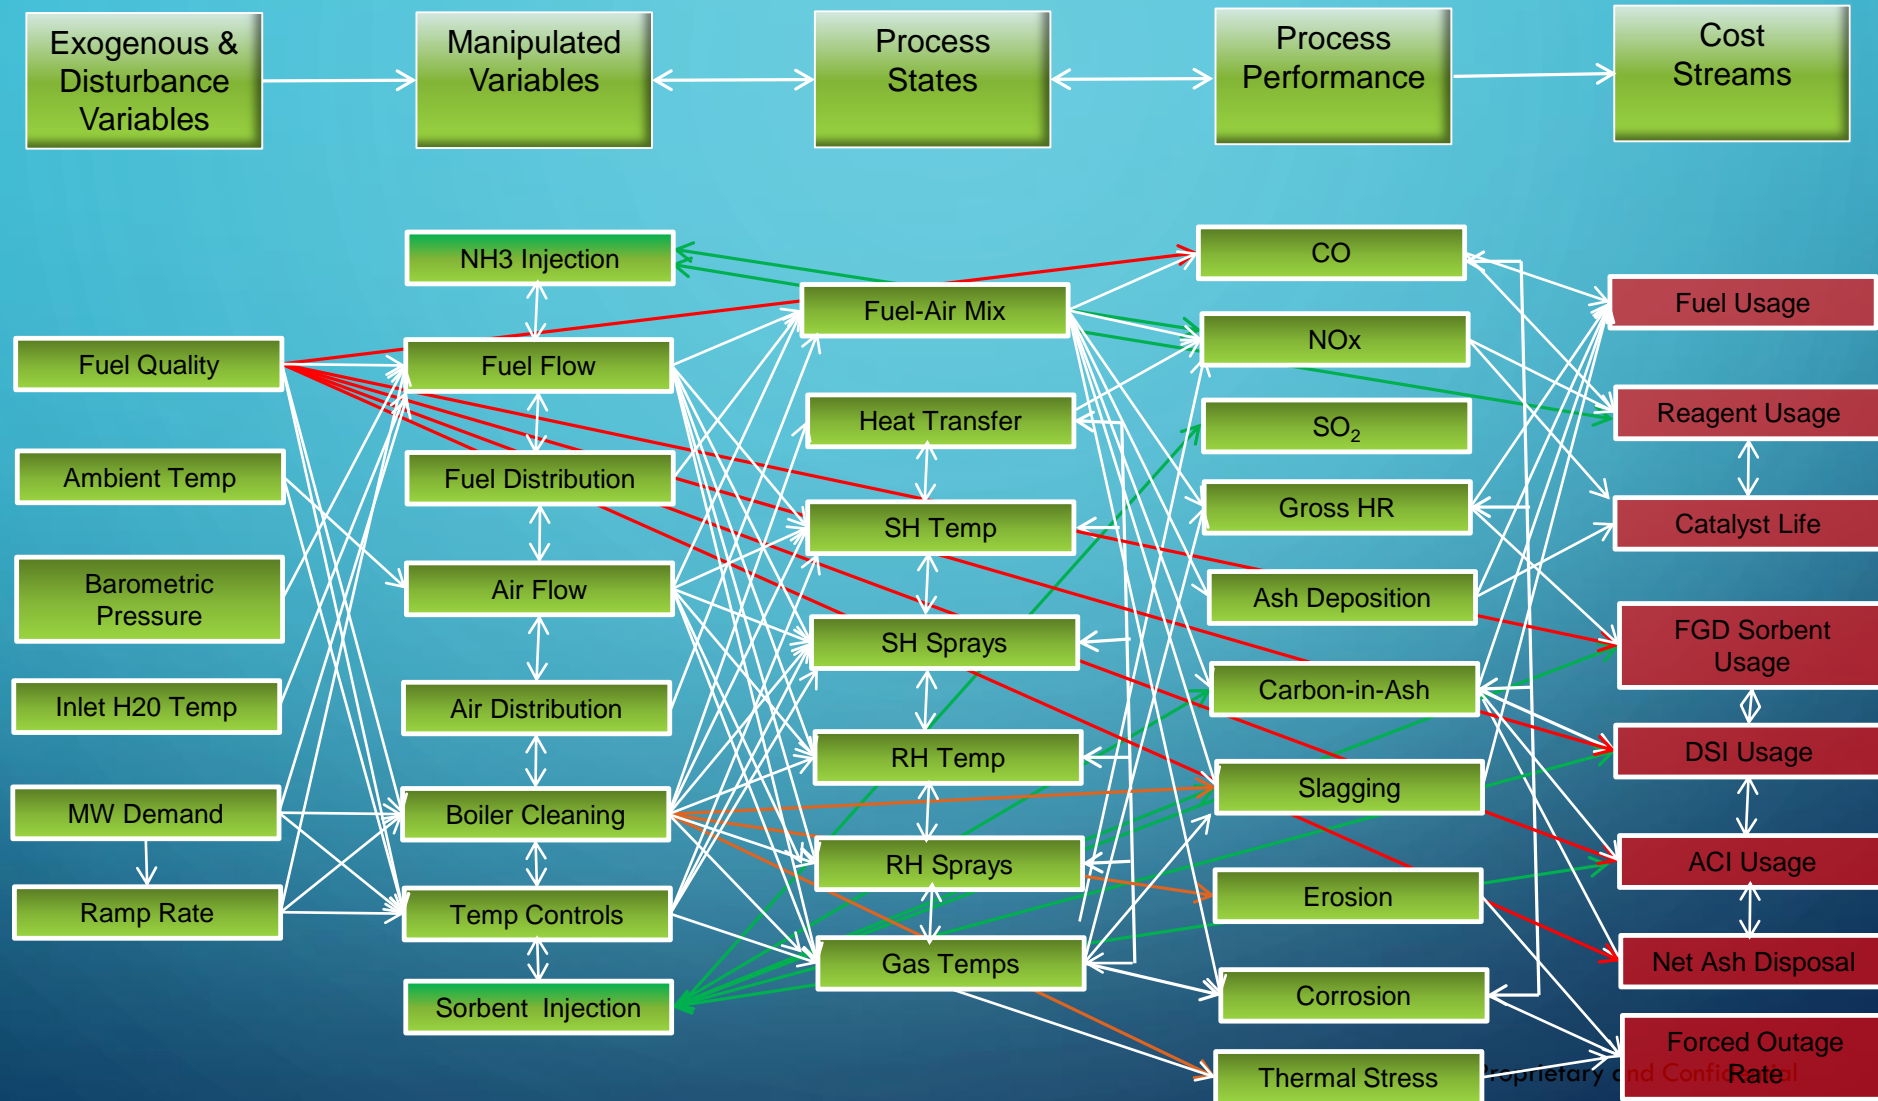 Exogenous &
Disturbance
Variables
Manipulated
Variables
Process
States
Process
Performance
Cost
Streams
Fuel Quality
Ambient Temp
Barometric
Pressure
Inlet H20 Temp
MW Demand
Ramp Rate
NH3 Injection
Fuel Flow
Fuel Distribution
Air Flow
Air Distribution
Boiler Cleaning
Temp Controls
Sorbent Injection
Fuel-Air Mix
Heat Transfer
SH Temp
SH Sprays
RH Temp
RH Sprays
Gas Temps
CO
NOx
SO2
Gross HR
Ash Deposition
Carbon-in-Ash
Slagging
Erosion
Corrosion
Thermal Stress
Fuel Usage
Reagent Usage
Catalyst Life
FGD Sorbent
Usage
DSI Usage
ACI Usage
Net Ash Disposal
Forced Outage
Rate
Proprietary and Confidential